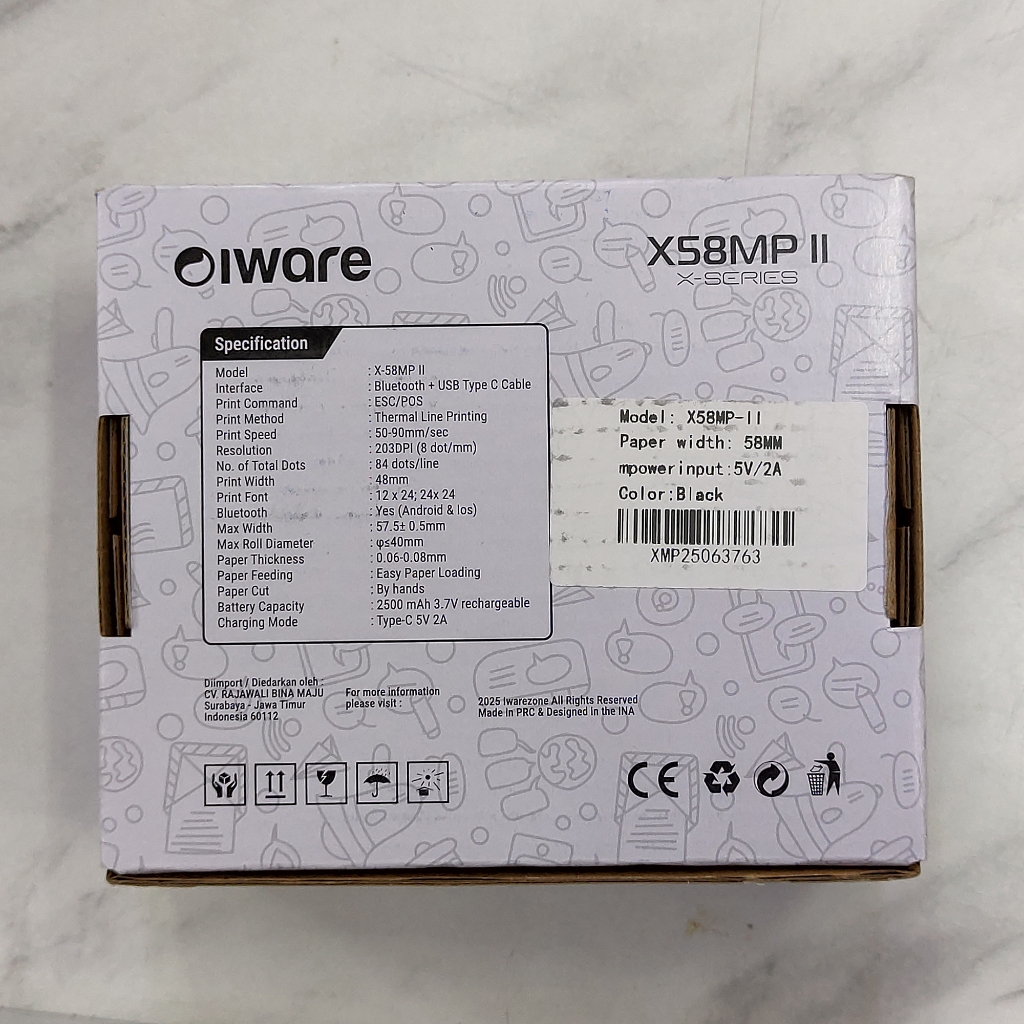 iware
X58MP II
X-SERIES
Specification
Model : X-58MP II
Interface : Bluetooth + USB Type C Cable
Print Command : ESC/POS
Print Method : Thermal Line Printing
Print Speed : 50-90mm/sec
Resolution : 203DPI (8 dot/mm)
No. of Total Dots : 84 dots/line
Print Width : 48mm
Print Font : 12 x 24; 24x 24
Bluetooth : Yes (Android & Ios)
Max Width : 57.5± 0.5mm
Max Roll Diameter : φ≤40mm
Paper Thickness : 0.06-0.08mm
Paper Feeding : Easy Paper Loading
Paper Cut : By hands
Battery Capacity : 2500 mAh 3.7V rechargeable
Charging Mode : Type-C 5V 2A
Model: X58MP-II
Paper width: 58MM
mpowerinput:5V/2A
Color:Black
XMP25063763
Diimport / Diedarkan oleh :
CV. RAJAWALI BINA MAJU
Surabaya - Jawa Timur
Indonesia 60112
For more information
please visit :
2025 Iwarezone All Rights Reserved
Made in PRC & Designed in the INA
CE